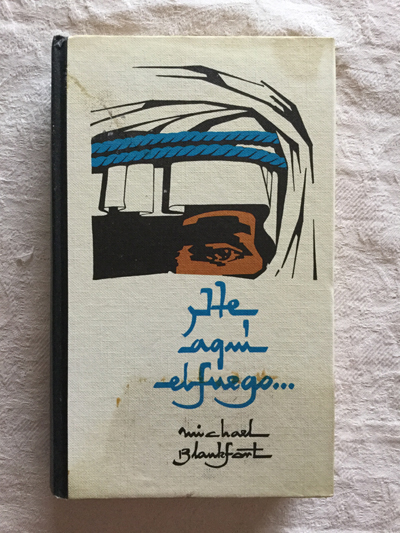 He
aquí
el fuego...
michael
Blankfort